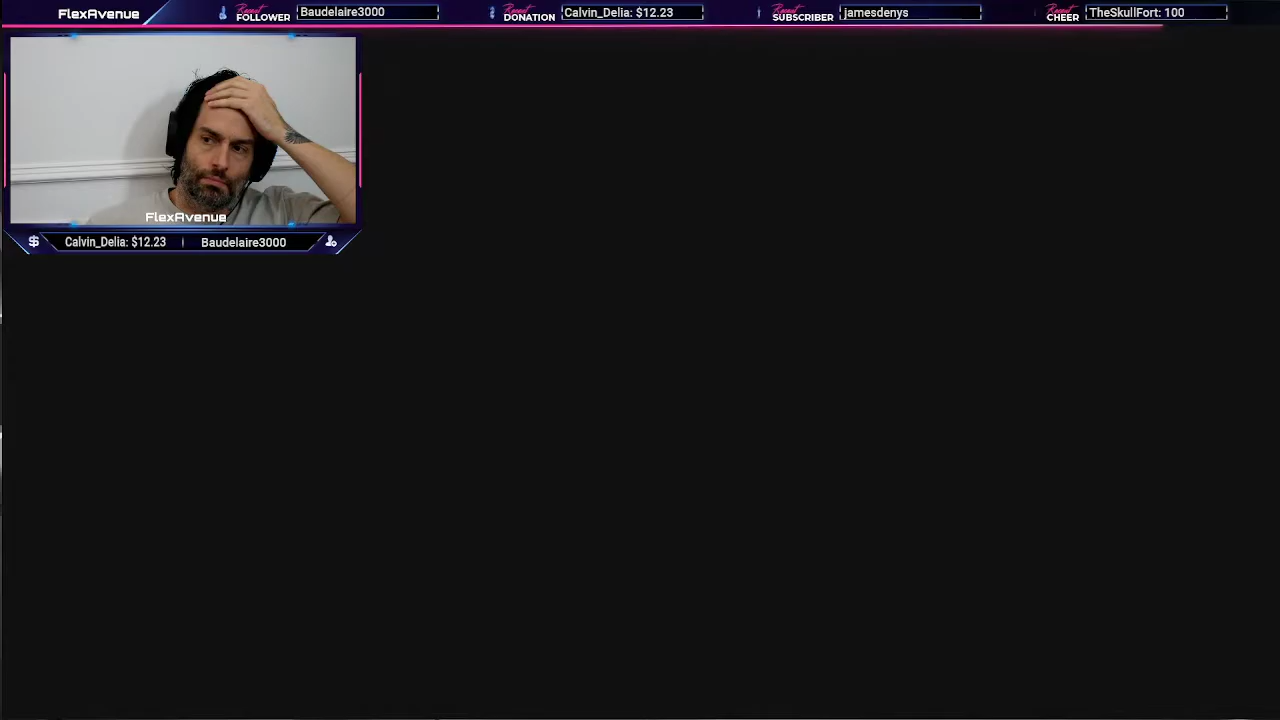 FlexAvenue
Recent FOLLOWER Baudelaire3000
Recent DONATION Calvin_Delia: $12.23
Recent SUBSCRIBER jamesdenys
Recent CHEER TheSkullFort: 100
FlexAvenue
$ Calvin_Delia: $12.23 | Baudelaire3000